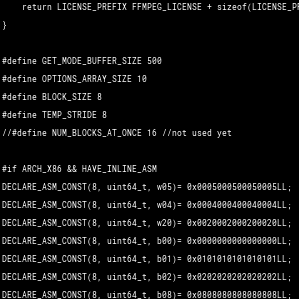 return LICENSE_PREFIX FFMPEG_LICENSE + sizeof(LICENSE_PR
}
#define GET_MODE_BUFFER_SIZE 500
#define OPTIONS_ARRAY_SIZE 10
#define BLOCK_SIZE 8
#define TEMP_STRIDE 8
//#define NUM_BLOCKS_AT_ONCE 16 //not used yet
#if ARCH_X86 && HAVE_INLINE_ASM
DECLARE_ASM_CONST(8, uint64_t, w05)= 0x0005000500050005LL;
DECLARE_ASM_CONST(8, uint64_t, w04)= 0x0004000400040004LL;
DECLARE_ASM_CONST(8, uint64_t, w20)= 0x0020002000200020LL;
DECLARE_ASM_CONST(8, uint64_t, b00)= 0x0000000000000000LL;
DECLARE_ASM_CONST(8, uint64_t, b01)= 0x0101010101010101LL;
DECLARE_ASM_CONST(8, uint64_t, b02)= 0x0202020202020202LL;
DECLARE_ASM_CONST(8, uint64_t, b08)= 0x0808080808080808LL;